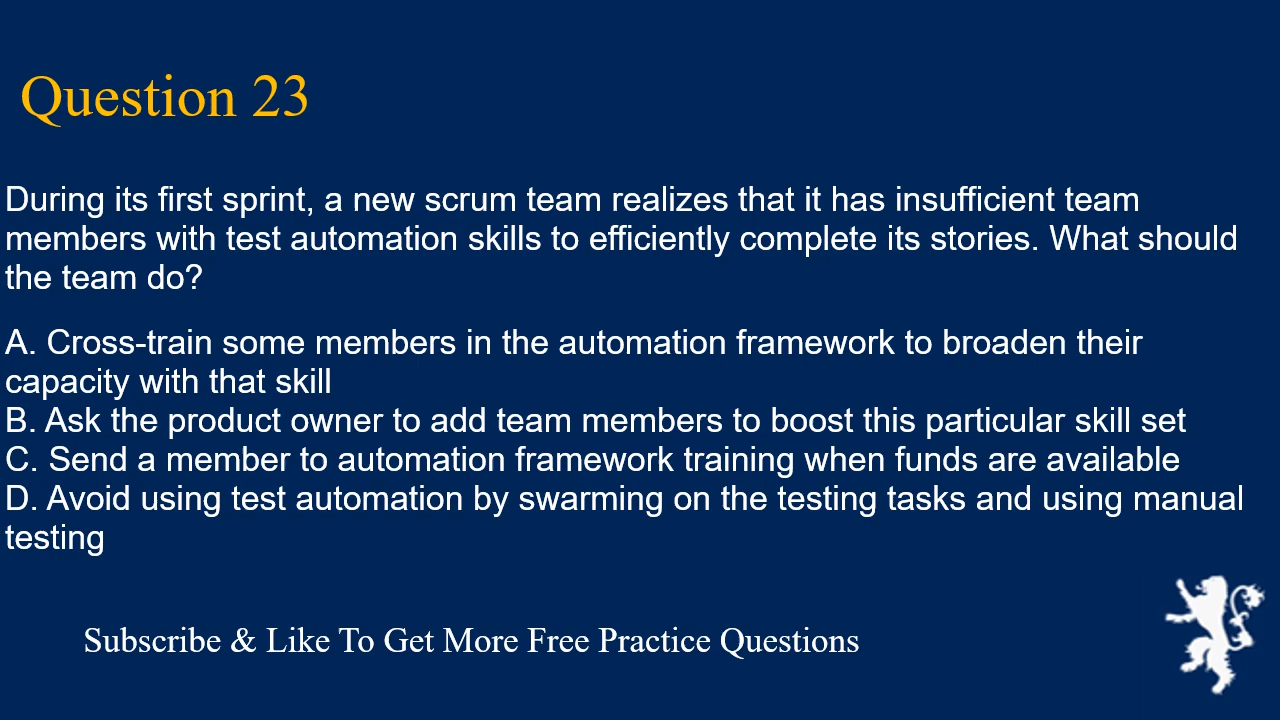 Question 23
During its first sprint, a new scrum team realizes that it has insufficient team
members with test automation skills to efficiently complete its stories. What should
the team do?
A. Cross-train some members in the automation framework to broaden their
capacity with that skill
B. Ask the product owner to add team members to boost this particular skill set
C. Send a member to automation framework training when funds are available
D. Avoid using test automation by swarming on the testing tasks and using manual
testing
Subscribe & Like To Get More Free Practice Questions